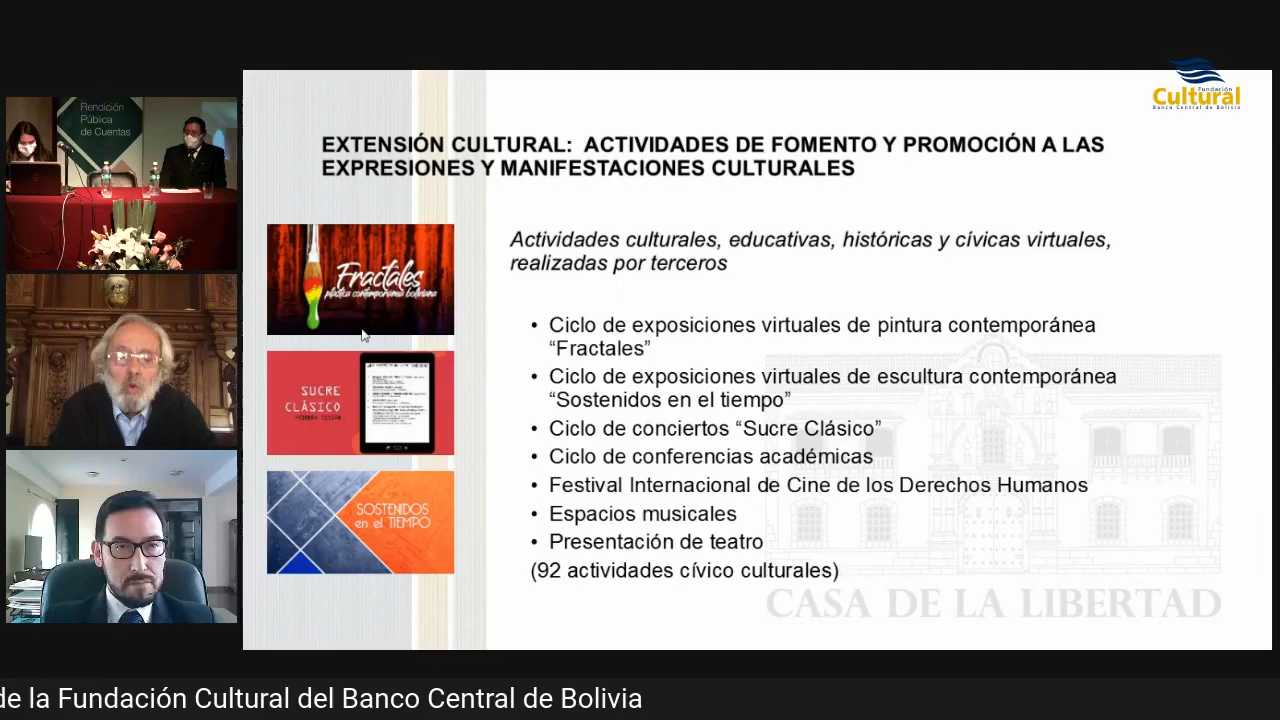 Fundación
Cultural
Banco Central de Bolivia
Rendición
Pública
de Cuentas
EXTENSIÓN CULTURAL: ACTIVIDADES DE FOMENTO Y PROMOCIÓN A LAS
EXPRESIONES Y MANIFESTACIONES CULTURALES
Fractales
plástica contemporánea boliviana
SUCRE
CLÁSICO
PRIMERA SESIÓN
SOSTENIDOS
en el TIEMPO
Actividades culturales, educativas, históricas y cívicas virtuales,
realizadas por terceros
• Ciclo de exposiciones virtuales de pintura contemporánea
“Fractales”
• Ciclo de exposiciones virtuales de escultura contemporánea
“Sostenidos en el tiempo”
• Ciclo de conciertos “Sucre Clásico”
• Ciclo de conferencias académicas
• Festival Internacional de Cine de los Derechos Humanos
• Espacios musicales
• Presentación de teatro
(92 actividades cívico culturales)
CASA DE LA LIBERTAD
de la Fundación Cultural del Banco Central de Bolivia